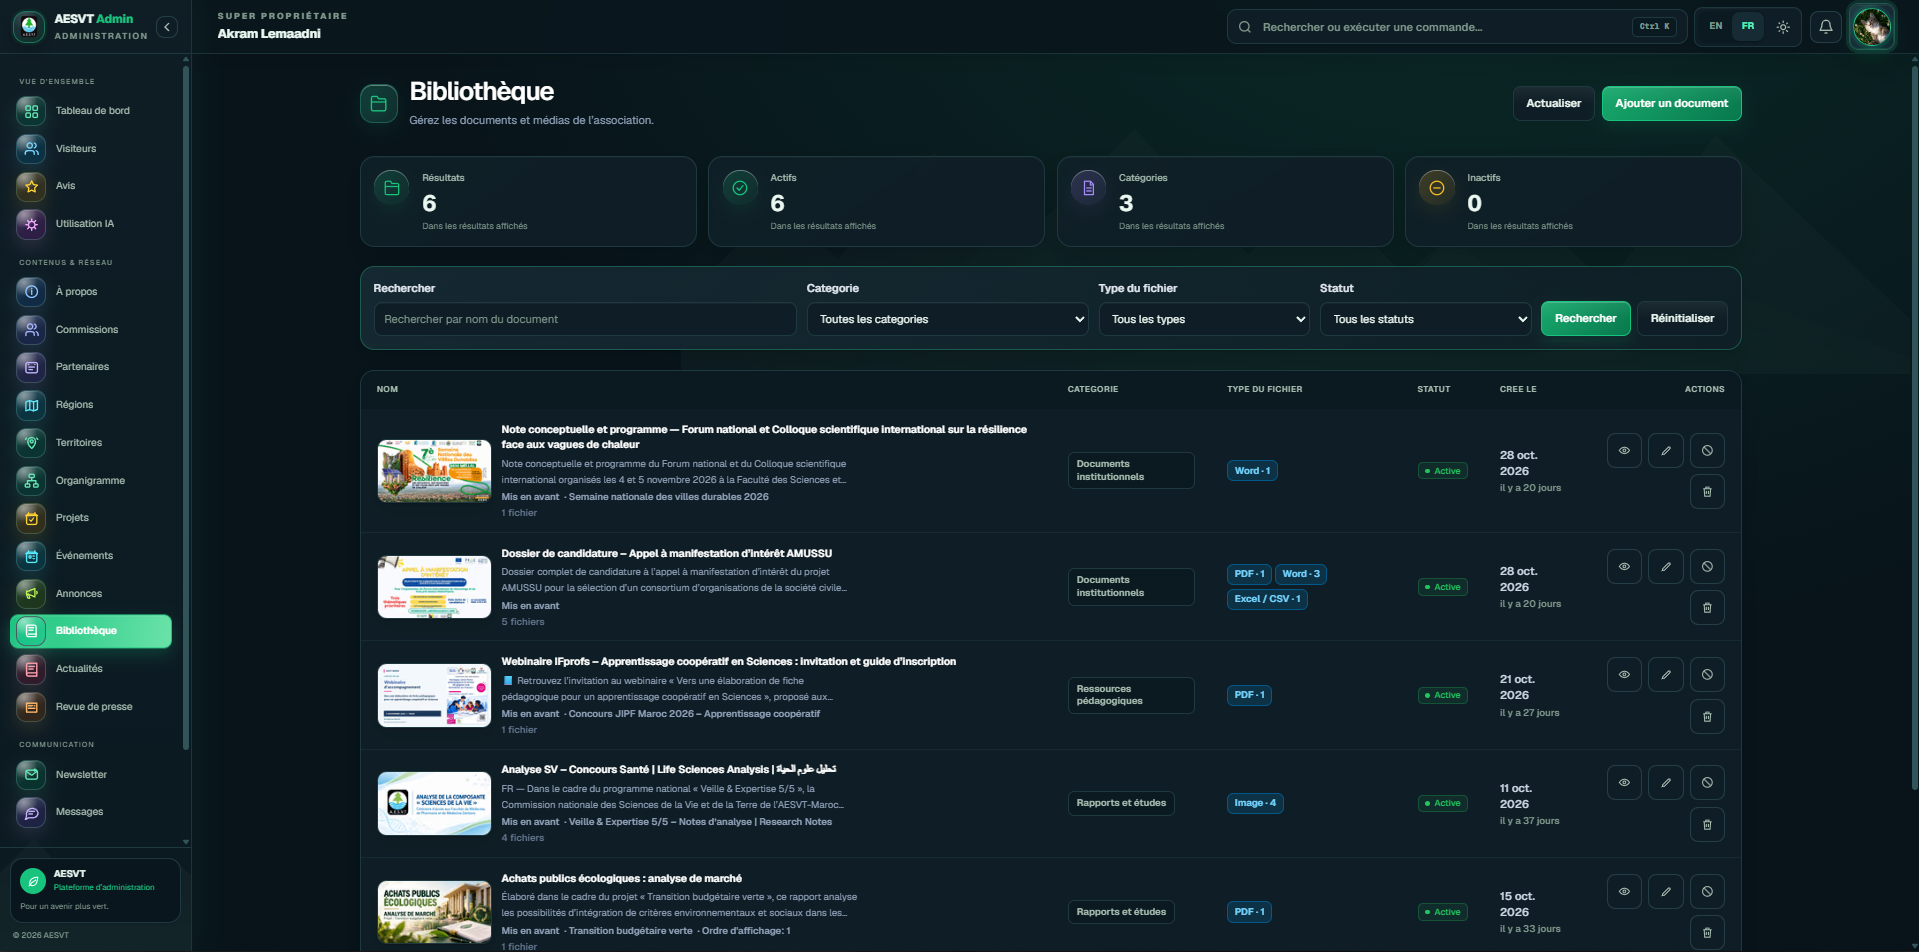 AESVT Admin
ADMINISTRATION
SUPER PROPRIÉTAIRE
Akram Lemaadni
Rechercher ou exécuter une commande...
Ctrl K
EN
FR
VUE D'ENSEMBLE
Tableau de bord
Visiteurs
Avis
Utilisation IA
CONTENUS & RÉSEAU
À propos
Commissions
Partenaires
Régions
Territoires
Organigramme
Projets
Événements
Annonces
Bibliothèque
Actualités
Revue de presse
COMMUNICATION
Newsletter
Messages
AESVT
Plateforme d'administration
Pour un avenir plus vert.
© 2026 AESVT
Bibliothèque
Gérez les documents et médias de l'association.
Actualiser
Ajouter un document
Résultats
6
Dans les résultats affichés
Actifs
6
Dans les résultats affichés
Catégories
3
Dans les résultats affichés
Inactifs
0
Dans les résultats affichés
Rechercher
Rechercher par nom du document
Categorie
Toutes les categories
Type du fichier
Tous les types
Statut
Tous les statuts
Rechercher
Réinitialiser
NOM
CATEGORIE
TYPE DU FICHIER
STATUT
CREE LE
ACTIONS
Note conceptuelle et programme — Forum national et Colloque scientifique international sur la résilience
face aux vagues de chaleur
Note conceptuelle et programme du Forum national et du Colloque scientifique
international organisés les 4 et 5 novembre 2026 à la Faculté des Sciences et...
Mis en avant · Semaine nationale des villes durables 2026
1 fichier
Documents
institutionnels
Word · 1
Active
28 oct.
2026
il y a 20 jours
Dossier de candidature – Appel à manifestation d'intérêt AMUSSU
Dossier complet de candidature à l'appel à manifestation d'intérêt du projet
AMUSSU pour la sélection d'un consortium d'organisations de la société civile...
Mis en avant
5 fichiers
Documents
institutionnels
PDF · 1
Word · 3
Excel / CSV · 1
Active
28 oct.
2026
il y a 20 jours
Webinaire IFprofs – Apprentissage coopératif en Sciences : invitation et guide d'inscription
Retrouvez l'invitation au webinaire « Vers une élaboration de fiche
pédagogique pour un apprentissage coopératif en Sciences », proposé aux...
Mis en avant · Concours JIPF Maroc 2026 – Apprentissage coopératif
1 fichier
Ressources
pédagogiques
PDF · 1
Active
21 oct.
2026
il y a 27 jours
Analyse SV – Concours Santé | Life Sciences Analysis | تحليل علوم الحياة
FR — Dans le cadre du programme national « Veille & Expertise 5/5 », la
Commission nationale des Sciences de la Vie et de la Terre de l'AESVT-Maroc...
Mis en avant · Veille & Expertise 5/5 – Notes d'analyse | Research Notes
4 fichiers
ANALYSE DE LA COMPOSANTE
« SCIENCES DE LA VIE »
Rapports et études
Image · 4
Active
11 oct.
2026
il y a 37 jours
Achats publics écologiques : analyse de marché
Élaboré dans le cadre du projet « Transition budgétaire verte », ce rapport analyse
les possibilités d'intégration de critères environnementaux et sociaux dans les...
Mis en avant · Transition budgétaire verte · Ordre d'affichage: 1
1 fichier
ACHATS PUBLICS
ÉCOLOGIQUES
ANALYSE DE MARCHÉ
Rapports et études
PDF · 1
Active
15 oct.
2026
il y a 33 jours